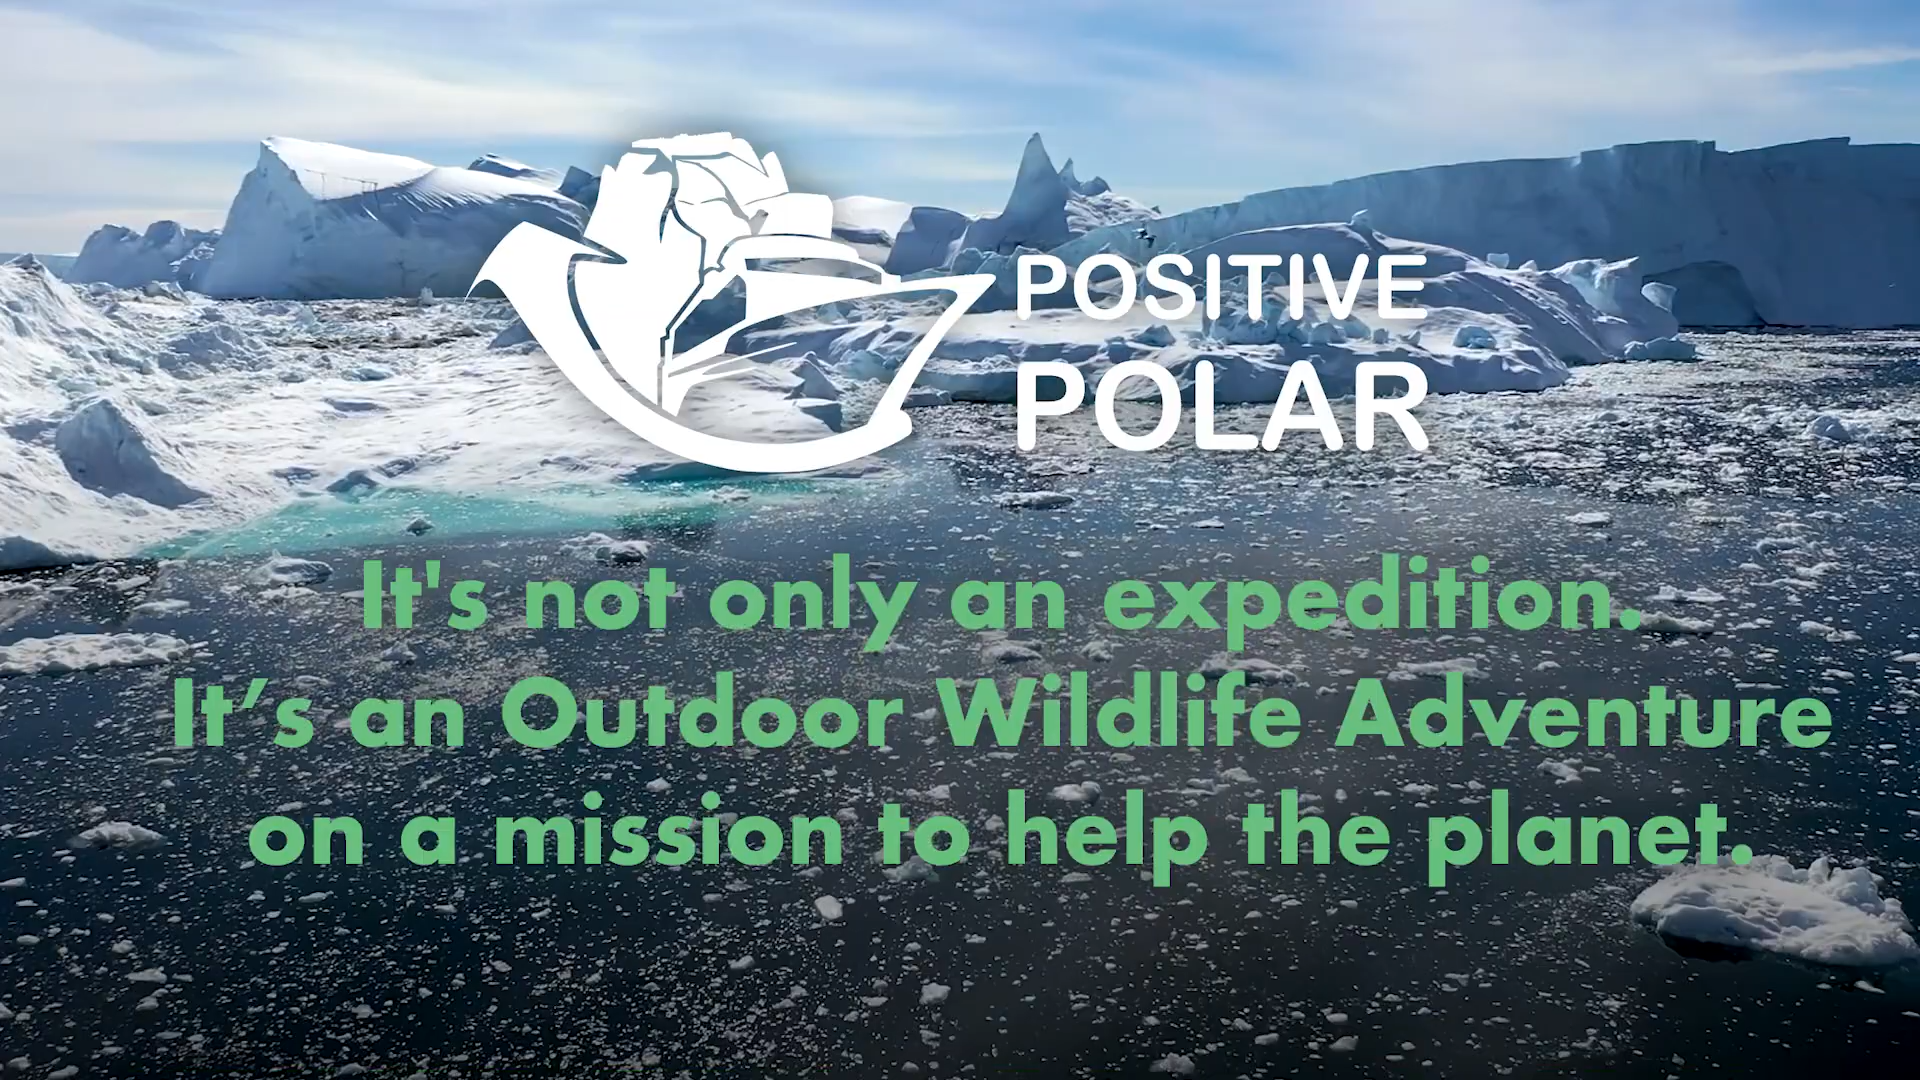 POSITIVE
POLAR
It's not only an expedition.
It’s an Outdoor Wildlife Adventure
on a mission to help the planet.